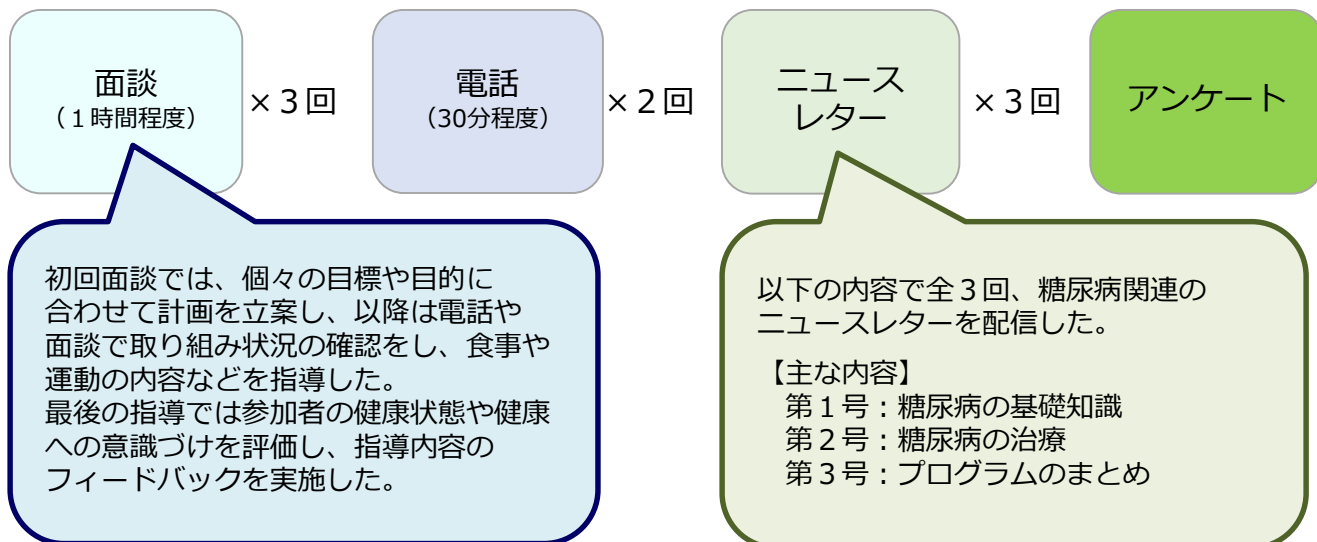 面談
（１時間程度）
×３回
電話
（30分程度）
×２回
ニュース
レター
×３回
アンケート
初回面談では、個々の目標や目的に
合わせて計画を立案し、以降は電話や
面談で取り組み状況の確認をし、食事や
運動の内容などを指導した。
最後の指導では参加者の健康状態や健康
への意識づけを評価し、指導内容の
フィードバックを実施した。
以下の内容で全３回、糖尿病関連の
ニュースレターを配信した。
【主な内容】
第１号：糖尿病の基礎知識
第２号：糖尿病の治療
第３号：プログラムのまとめ